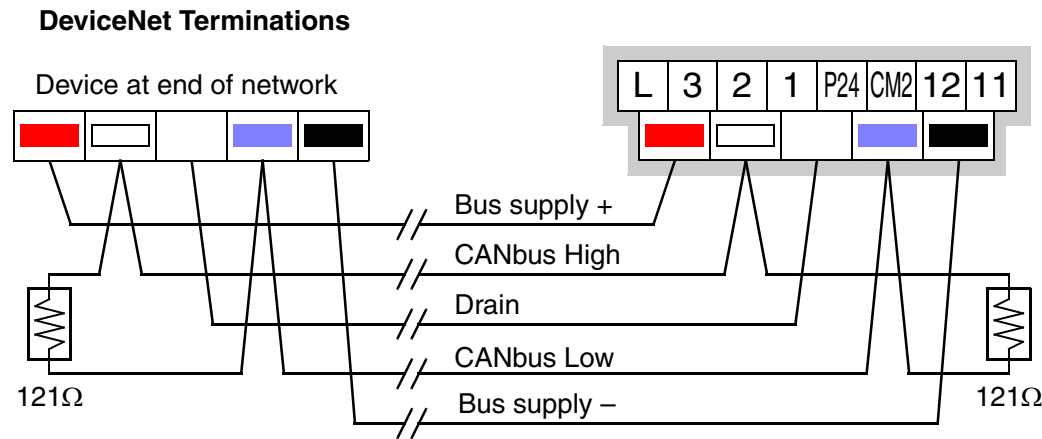 DeviceNet Terminations
Device at end of network
L 3 2 1 P24 CM2 12 11
Bus supply +
CANbus High
Drain
CANbus Low
Bus supply –
121Ω
121Ω